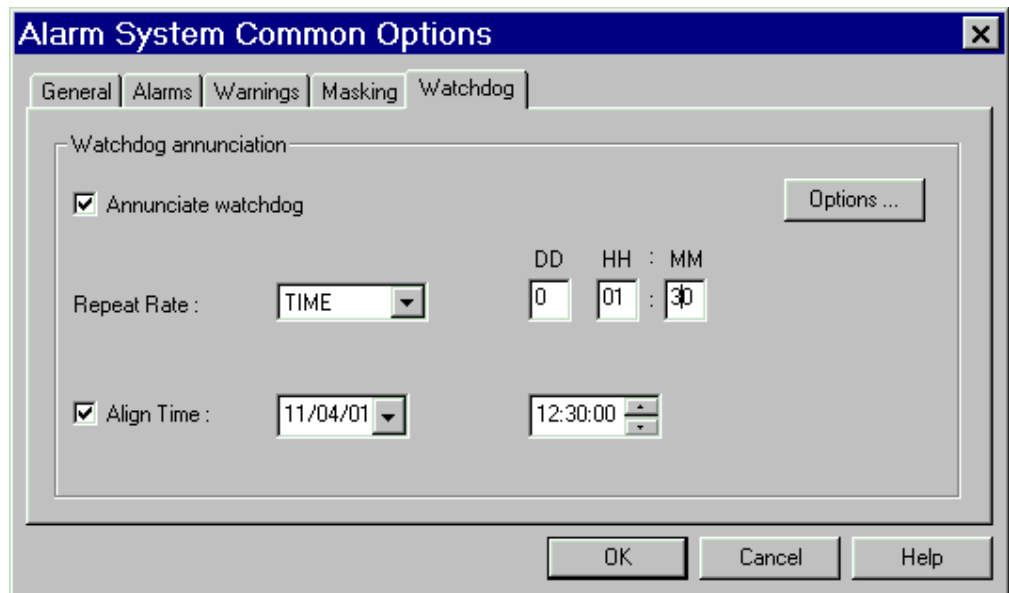 Alarm System Common Options
General Alarms Warnings Masking Watchdog
Watchdog annunciation
Annunciate watchdog Options ...
DD HH : MM
Repeat Rate : TIME 0 01 : 30
Align Time : 11/04/01 12:30:00
OK Cancel Help